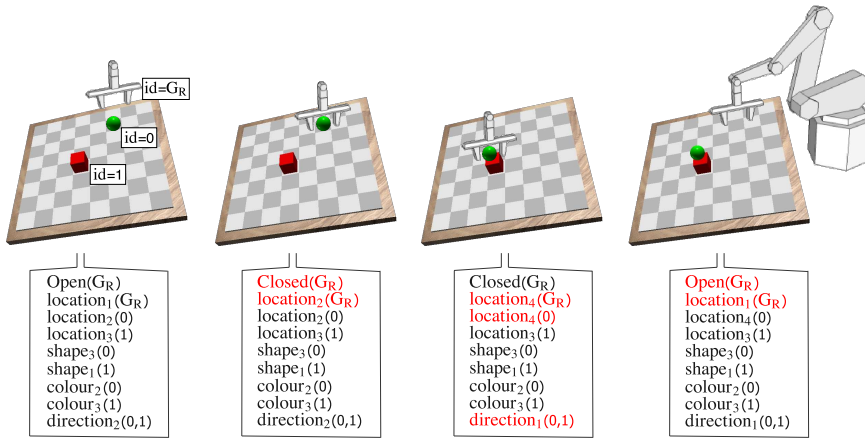 id=G_R
id=0
id=1
Open(G_R)
location_1(G_R)
location_2(0)
location_3(1)
shape_3(0)
shape_1(1)
colour_2(0)
colour_3(1)
direction_2(0,1)
Closed(G_R)
location_2(G_R)
location_2(0)
location_3(1)
shape_3(0)
shape_1(1)
colour_2(0)
colour_3(1)
direction_2(0,1)
Closed(G_R)
location_4(G_R)
location_4(0)
location_3(1)
shape_3(0)
shape_1(1)
colour_2(0)
colour_3(1)
direction_1(0,1)
Open(G_R)
location_1(G_R)
location_4(0)
location_3(1)
shape_3(0)
shape_1(1)
colour_2(0)
colour_3(1)
direction_1(0,1)